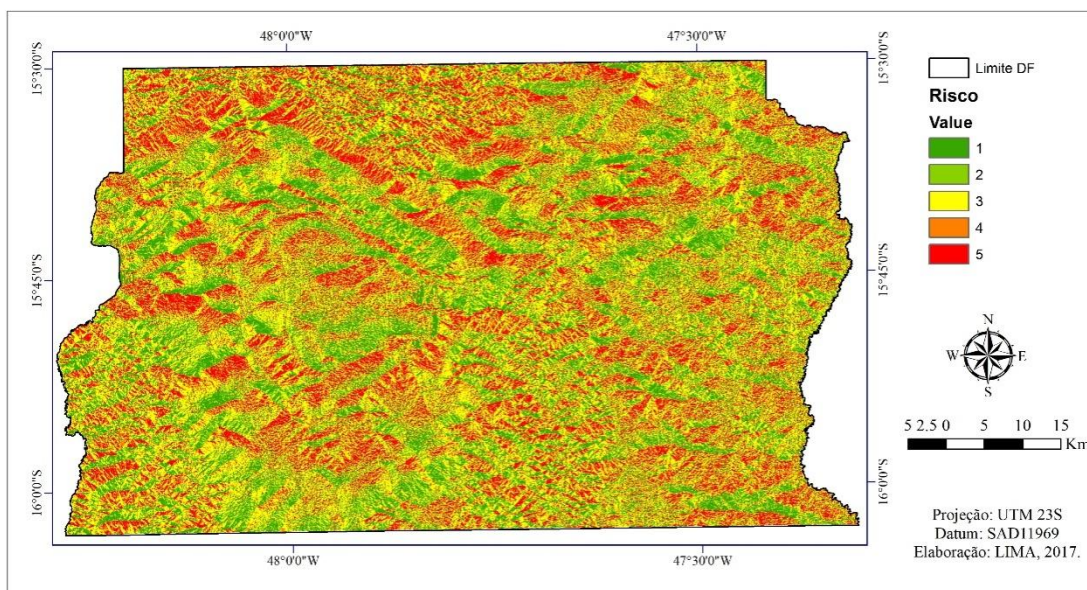 48°0'0"W
47°30'0"W
15°30'0"S
15°30'0"S
15°45'0"S
15°45'0"S
16°0'0"S
16°0'0"S
48°0'0"W
47°30'0"W
Limite DF
Risco
Value
1
2
3
4
5
N
W E
S
5 2.5 0 5 10 15
Km
Projeção: UTM 23S
Datum: SAD11969
Elaboração: LIMA, 2017.